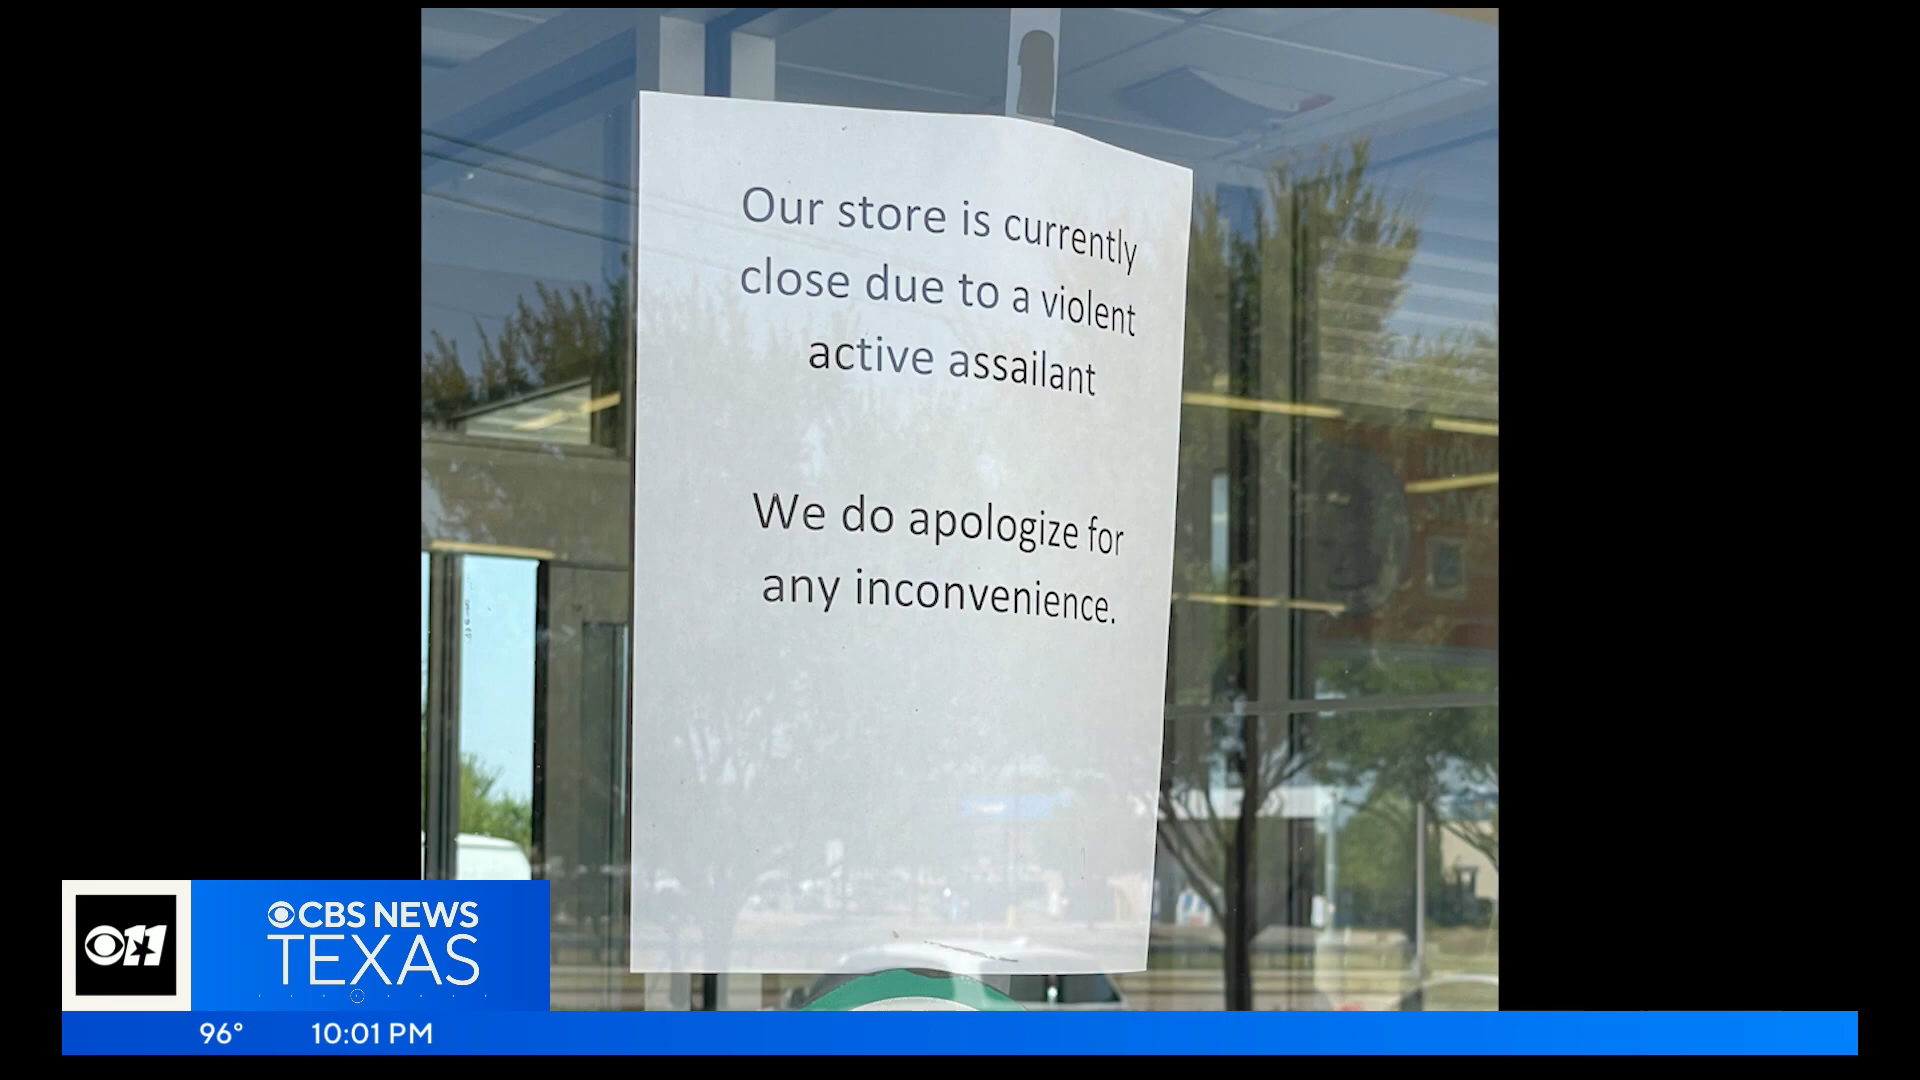 Our store is currently
close due to a violent
active assailant
We do apologize for
any inconvenience.
11
CBS NEWS
TEXAS
96° 10:01 PM